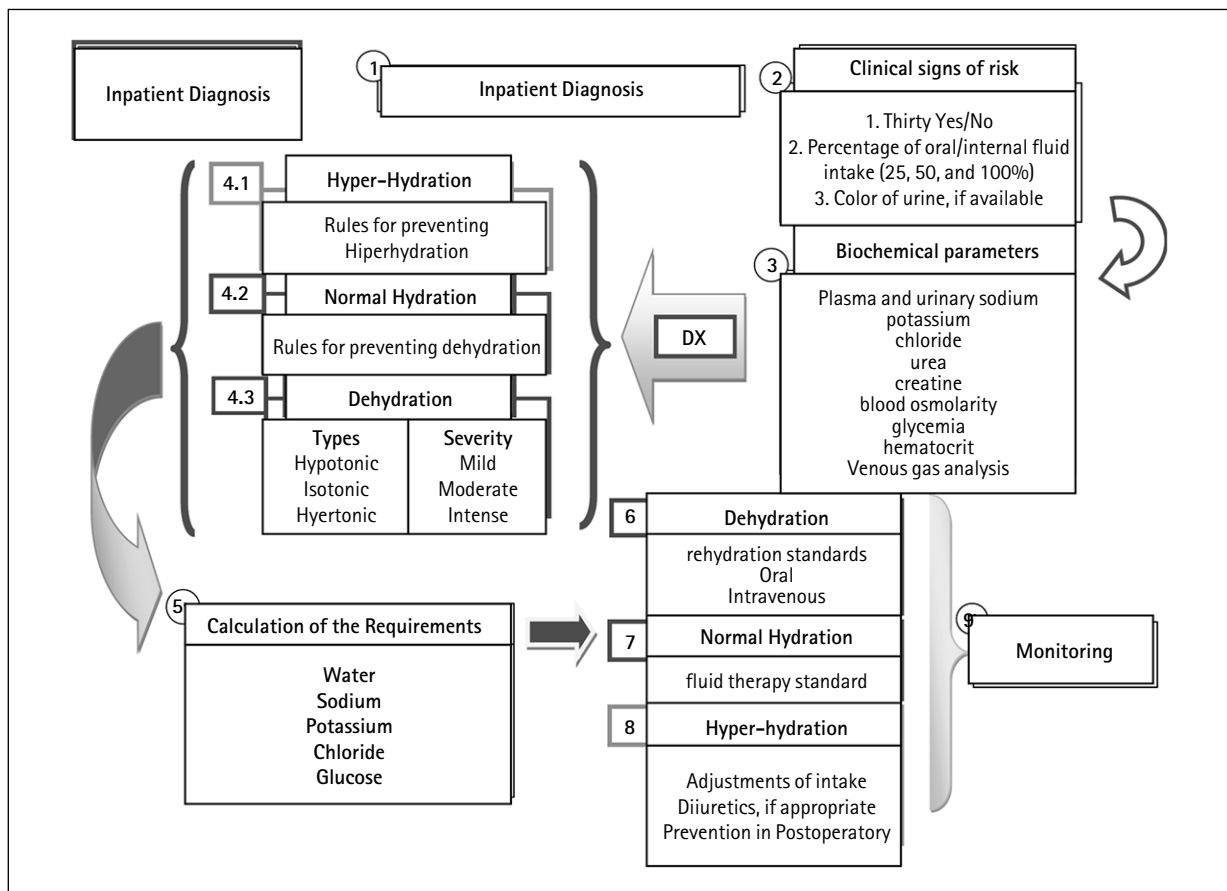 Inpatient Diagnosis
1
Inpatient Diagnosis
2
Clinical signs of risk
1. Thirty Yes/No
2. Percentage of oral/internal fluid
intake (25, 50, and 100%)
3. Color of urine, if available
3
Biochemical parameters
Plasma and urinary sodium
potassium
chloride
urea
creatine
blood osmolarity
glycemia
hematocrit
Venous gas analysis
DX
4.1
Hyper-Hydration
Rules for preventing
Hiperhydration
4.2
Normal Hydration
Rules for preventing dehydration
4.3
Dehydration
Types
Hypotonic
Isotonic
Hyertonic
Severity
Mild
Moderate
Intense
5
Calculation of the Requirements
Water
Sodium
Potassium
Chloride
Glucose
6
Dehydration
rehydration standards
Oral
Intravenous
7
Normal Hydration
fluid therapy standard
8
Hyper-hydration
Adjustments of intake
Diiuretics, if appropriate
Prevention in Postoperatory
9
Monitoring